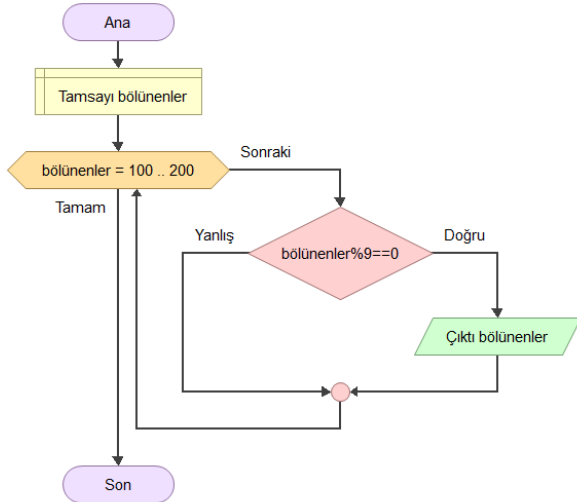 Ana
Tamsayı bölünenler
bölünenler = 100 .. 200
Sonraki
Tamam
Yanlış
Doğru
bölünenler%9==0
Çıktı bölünenler
Son